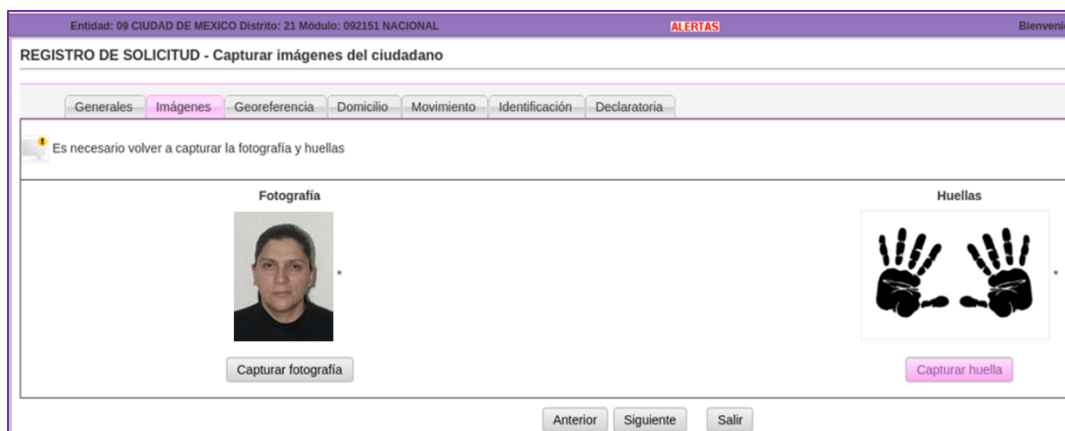 Entidad: 09 CIUDAD DE MEXICO Distrito: 21 Módulo: 092151 NACIONAL ALERTAS
REGISTRO DE SOLICITUD - Capturar imágenes del ciudadano
Generales Imágenes Georeferencia Domicilio Movimiento Identificación Declaratoria
Es necesario volver a capturar la fotografía y huellas
Fotografía Huellas
* *
Capturar fotografía Capturar huella
Anterior Siguiente Salir